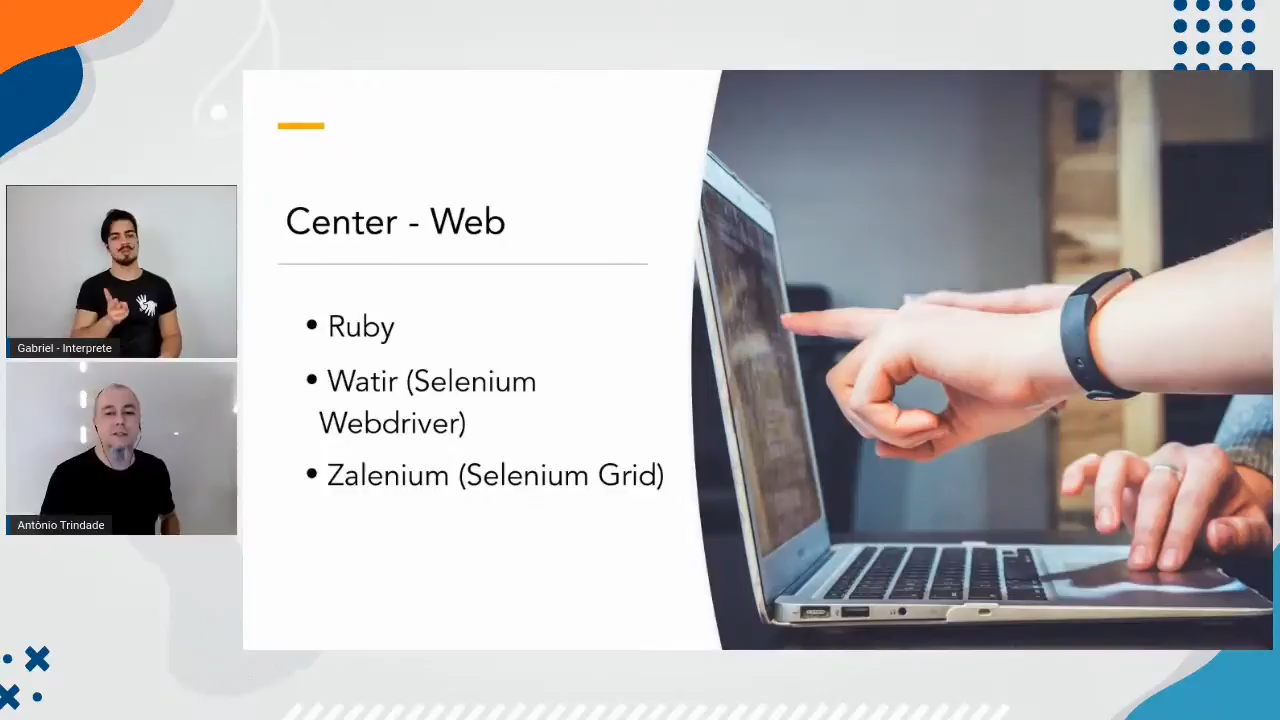 Center - Web
• Ruby
• Watir (Selenium
Webdriver)
• Zalenium (Selenium Grid)
Gabriel - Interprete
Antônio Trindade